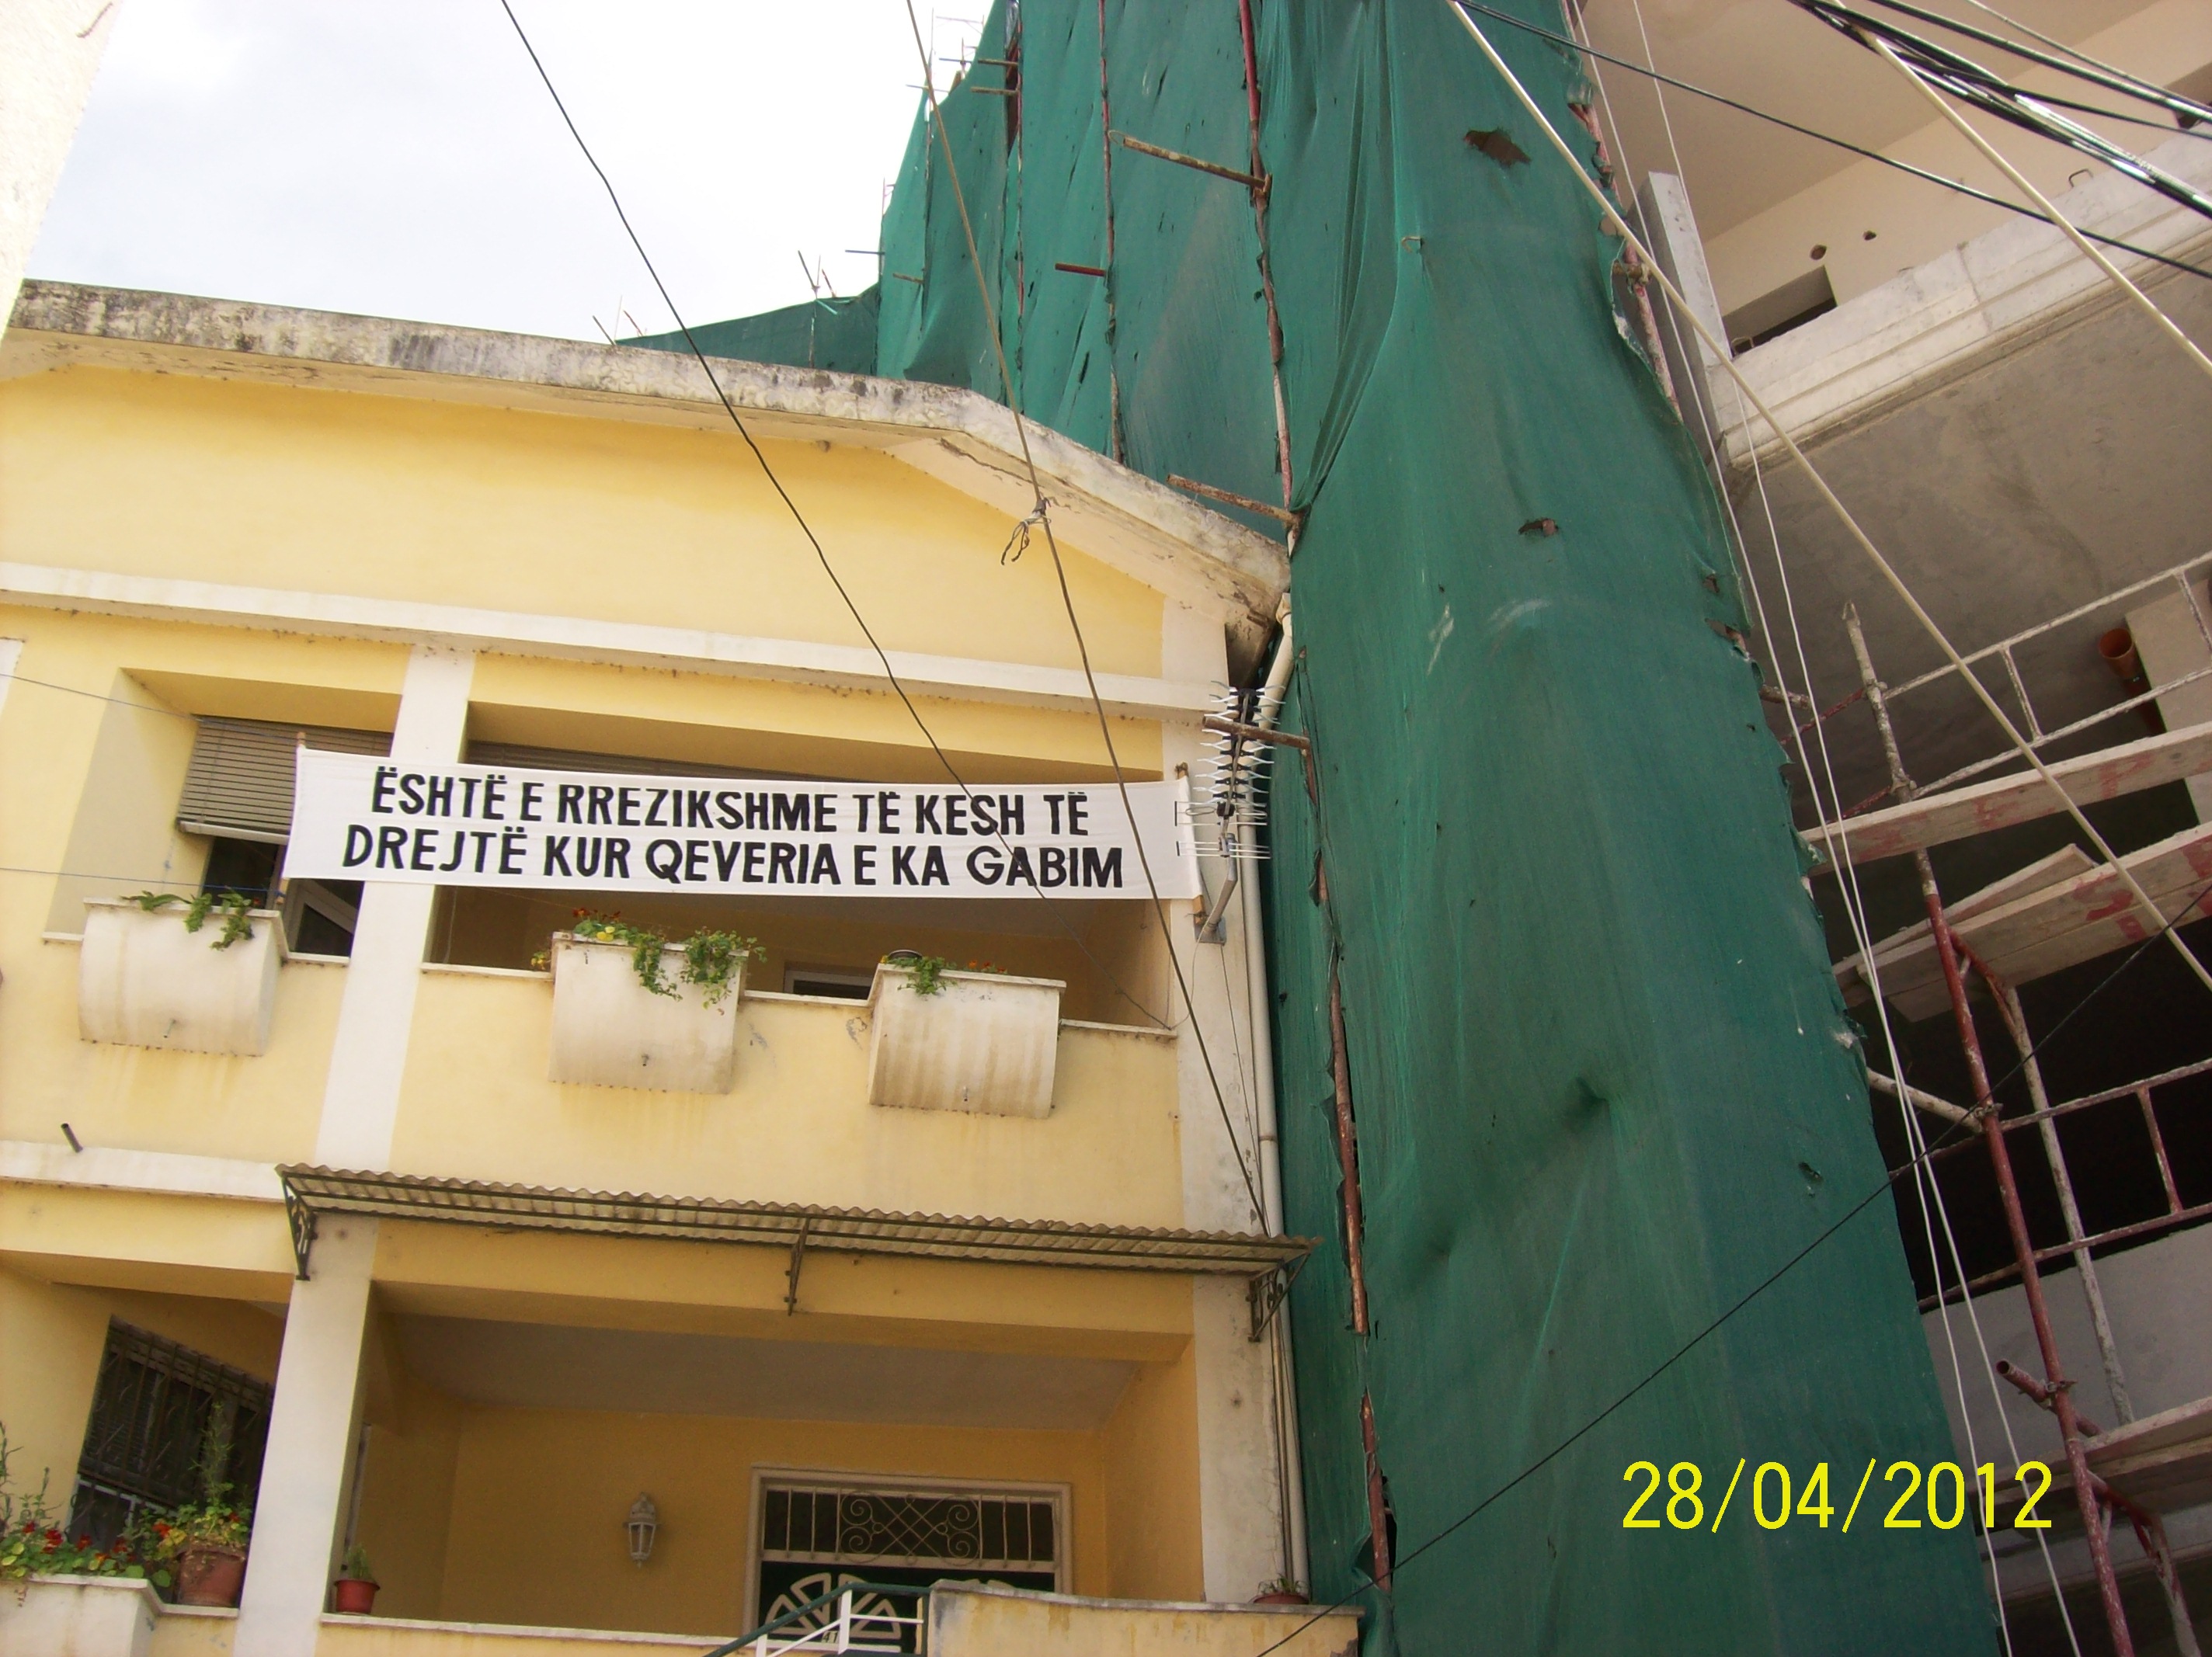 ËSHTË E RREZIKSHME TË KESH TË
DREJTË KUR QEVERIA E KA GABIM
28/04/2012